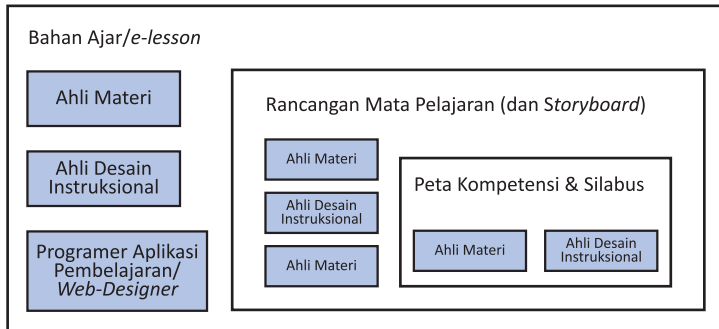 Bahan Ajar/e-lesson
Ahli Materi
Ahli Desain
Instruksional
Programer Aplikasi
Pembelajaran/
Web-Designer
Rancangan Mata Pelajaran (dan Storyboard)
Ahli Materi
Ahli Desain
Instruksional
Ahli Materi
Peta Kompetensi & Silabus
Ahli Materi
Ahli Desain
Instruksional